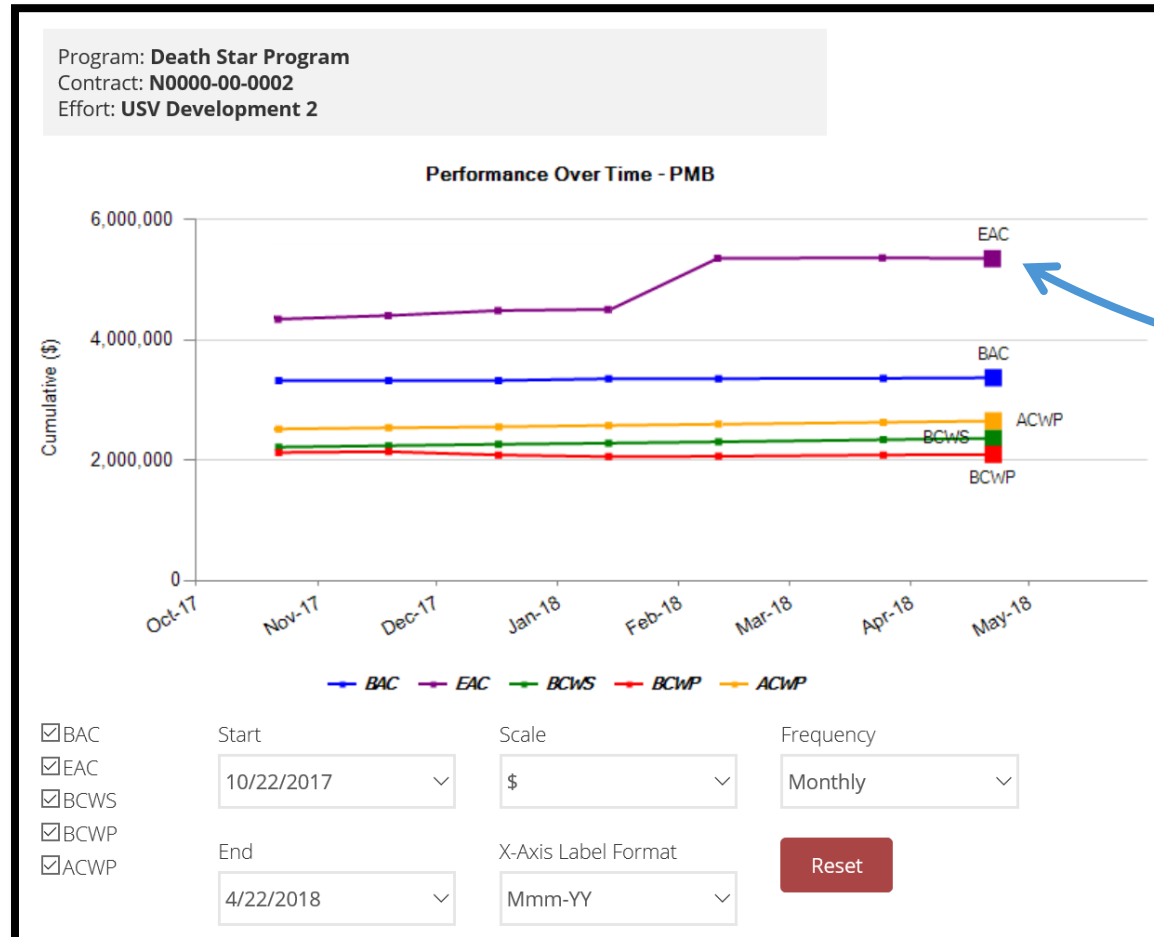 Program: Death Star Program
Contract: N0000-00-0002
Effort: USV Development 2
Performance Over Time - PMB
Cumulative ($)
6,000,000
4,000,000
2,000,000
0
EAC
BAC
ACWP
BCWS
BCWP
Oct-17 Nov-17 Dec-17 Jan-18 Feb-18 Mar-18 Apr-18 May-18
BAC EAC BCWS BCWP ACWP
BAC
EAC
BCWS
BCWP
ACWP
Start Scale Frequency
10/22/2017 $ Monthly
End X-Axis Label Format
Reset
4/22/2018 Mmm-YY